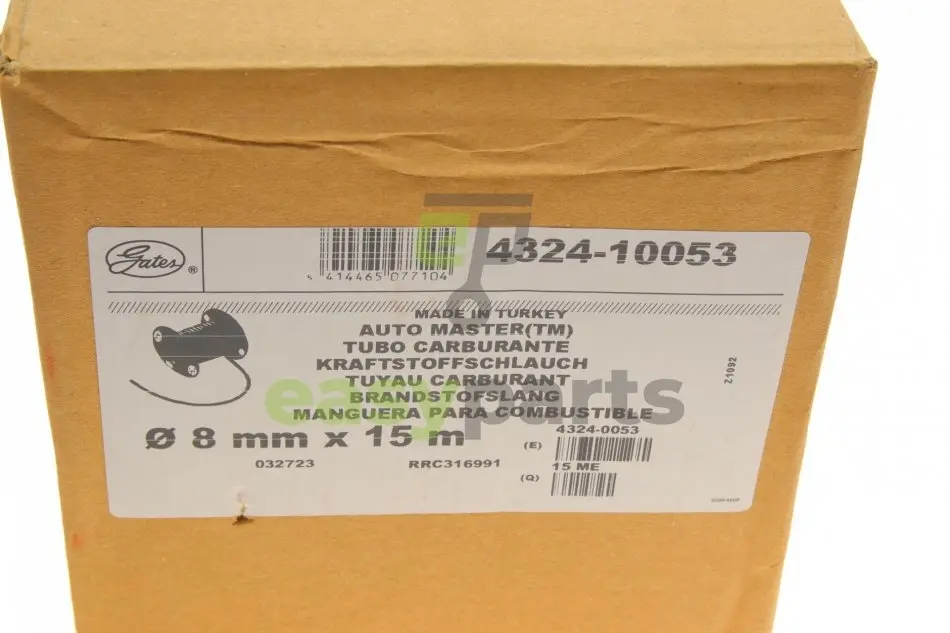 Gates ®
4324-10053
5 414465 077104
MADE IN TURKEY
AUTO MASTER(TM)
TUBO CARBURANTE
KRAFTSTOFFSCHLAUCH
TUYAU CARBURANT
BRANDSTOFSLANG
MANGUERA PARA COMBUSTIBLE
Ø 8 mm x 15 m
4324-0053
(E)
032723
RRC316991
15 ME
(Q)
Z1092
easyparts